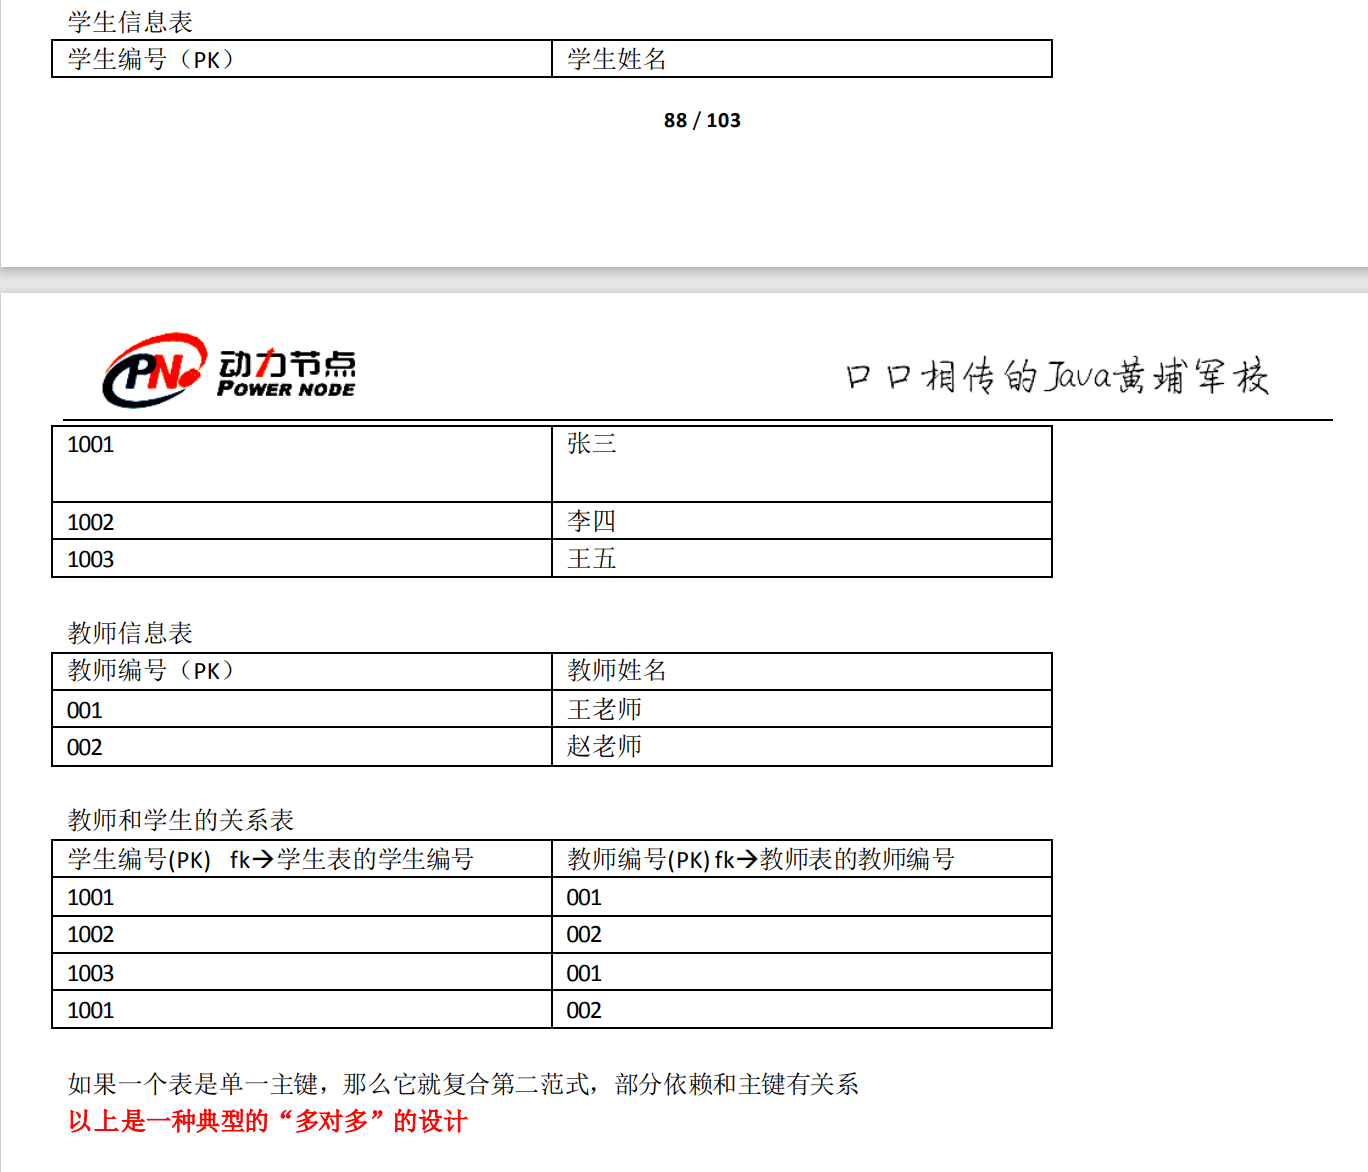 学生信息表
学生编号（PK） 学生姓名
88 / 103
PN 动力节点
POWER NODE
口口相传的Java黄埔军校
1001 张三
1002 李四
1003 王五
教师信息表
教师编号（PK） 教师姓名
001 王老师
002 赵老师
教师和学生的关系表
学生编号(PK) fk→学生表的学生编号 教师编号(PK) fk→教师表的教师编号
1001 001
1002 002
1003 001
1001 002
如果一个表是单一主键，那么它就复合第二范式，部分依赖和主键有关系
以上是一种典型的“多对多”的设计